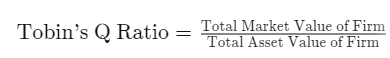 Tobin's Q Ratio = Total Market Value of Firm
Total Asset Value of Firm